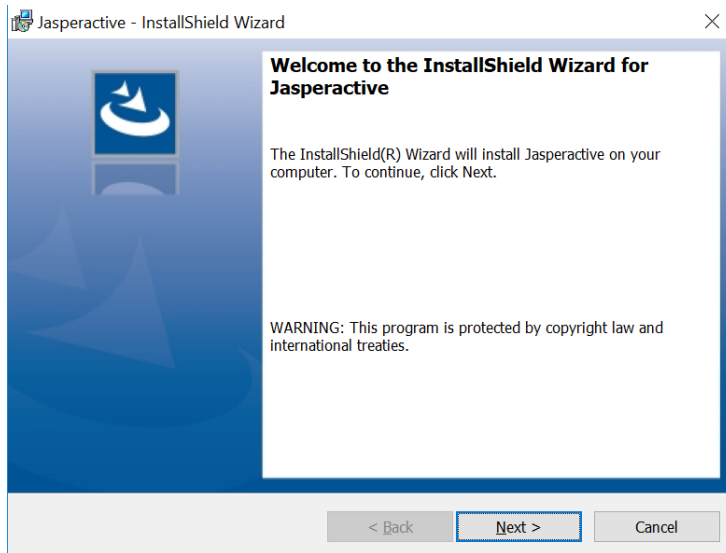 Jasperactive - InstallShield Wizard
Welcome to the InstallShield Wizard for
Jasperactive
The InstallShield(R) Wizard will install Jasperactive on your
computer. To continue, click Next.
WARNING: This program is protected by copyright law and
international treaties.
< Back
Next >
Cancel